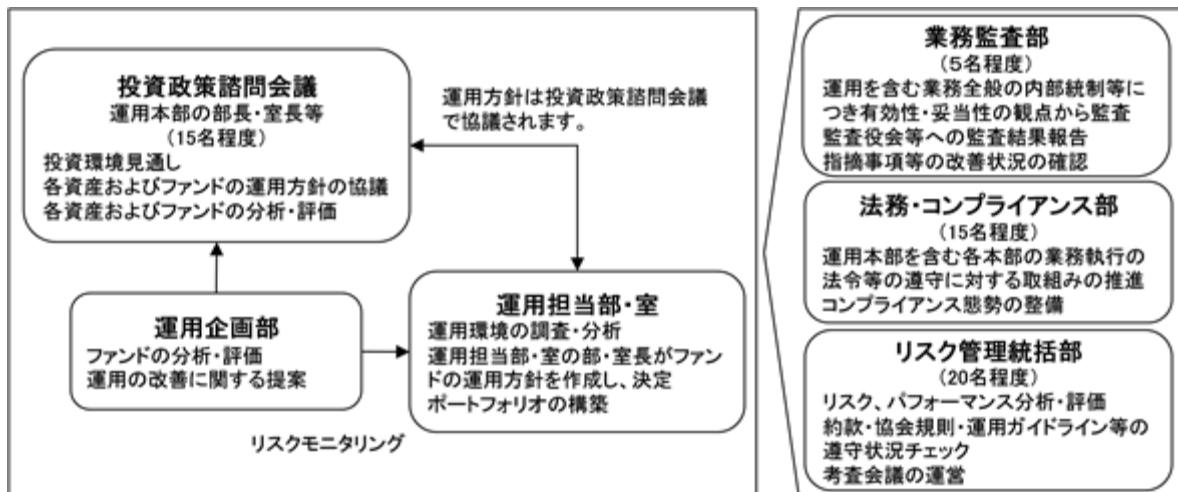 投資政策諮問会議
運用本部の部長・室長等
(15名程度)
投資環境見通し
各資産およびファンドの運用方針の協議
各資産およびファンドの分析・評価
運用方針は投資政策諮問会議
で協議されます。
運用企画部
ファンドの分析・評価
運用の改善に関する提案
運用担当部・室
運用環境の調査・分析
運用担当部・室の部・室長がファン
ドの運用方針を作成し、決定
ポートフォリオの構築
リスクモニタリング
業務監査部
(5名程度)
運用を含む業務全般の内部統制等に
つき有効性・妥当性の観点から監査
監査役会等への監査結果報告
指摘事項等の改善状況の確認
法務・コンプライアンス部
(15名程度)
運用本部を含む各本部の業務執行の
法令等の遵守に対する取組みの推進
コンプライアンス態勢の整備
リスク管理統括部
(20名程度)
リスク、パフォーマンス分析・評価
約款・協会規則・運用ガイドライン等の
遵守状況チェック
考査会議の運営